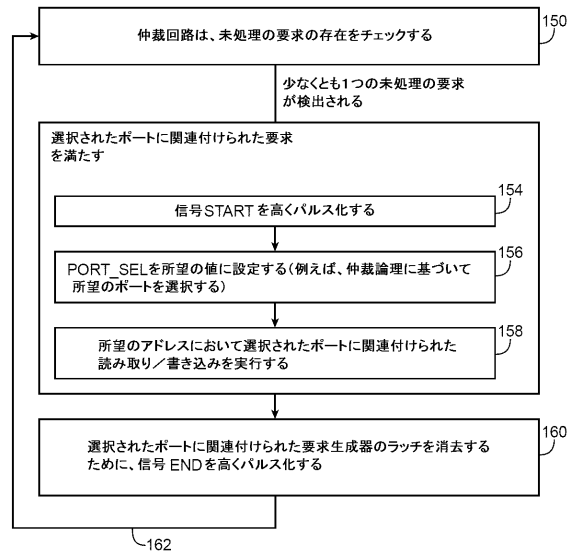 仲裁回路は、未処理の要求の存在をチェックする
150
少なくとも1つの未処理の要求
が検出される
選択されたポートに関連付けられた要求
を満たす
信号STARTを高くパルス化する
154
PORT_SELを所望の値に設定する(例えば、仲裁論理に基づいて
所望のポートを選択する)
156
所望のアドレスにおいて選択されたポートに関連付けられた
読み取り/書き込みを実行する
158
選択されたポートに関連付けられた要求生成器のラッチを消去する
ために、信号ENDを高くパルス化する
160
162